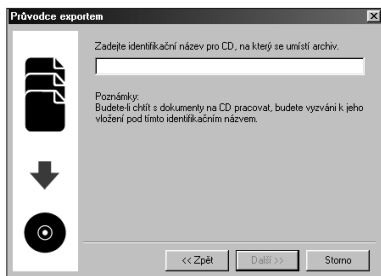 Průvodce exportem
Zadejte identifikační název pro CD, na který se umístí archiv.
Poznámky:
Budete-li chtít s dokumenty na CD pracovat, budete vyzváni k jeho
vložení pod tímto identifikačním názvem.
<< Zpět
Další >>
Storno